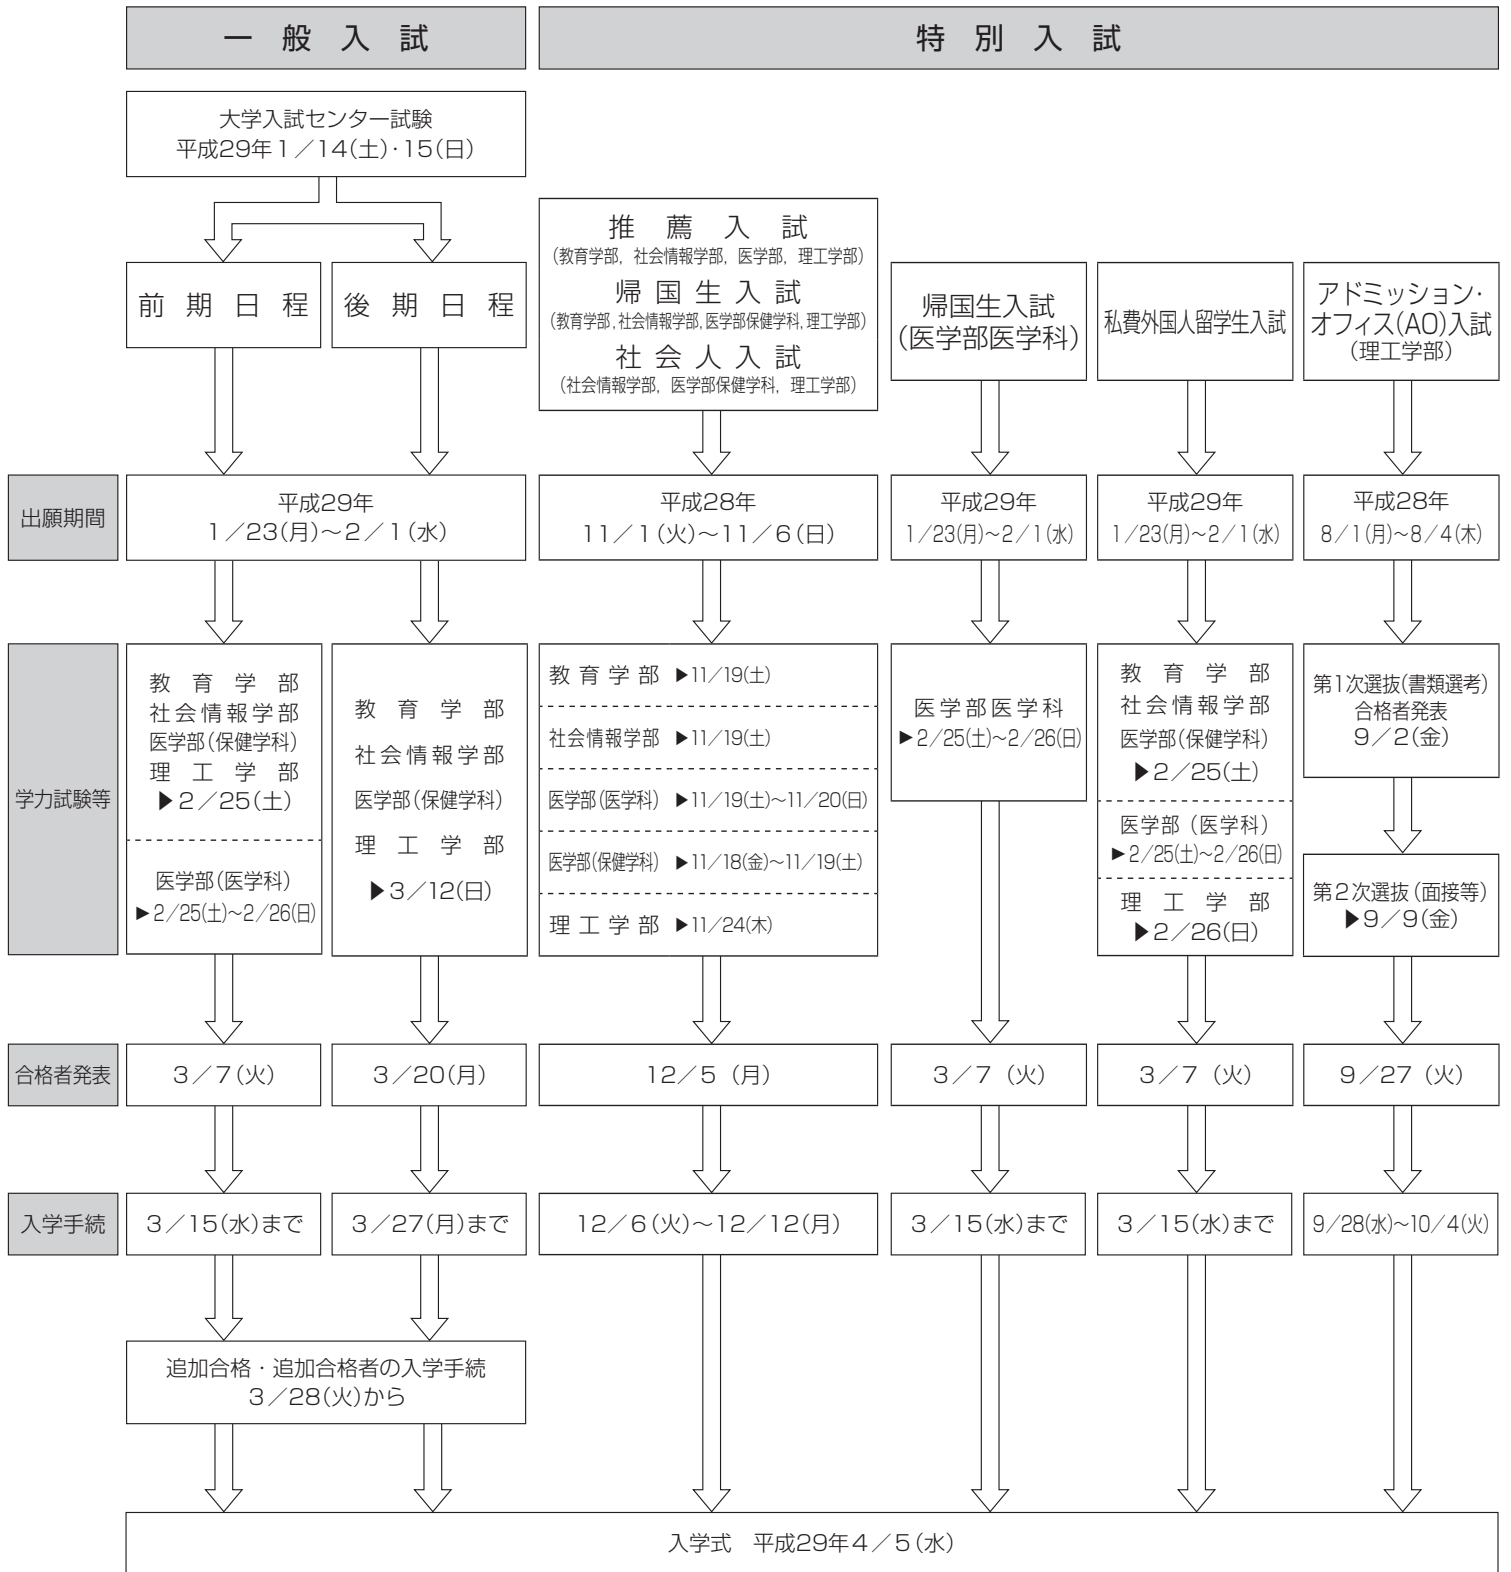 一般入試
特別入試
大学入試センター試験
平成29年1／14(土)・15(日)
前期日程
後期日程
推薦入試
(教育学部，社会情報学部，医学部，理工学部)
帰国生入試
(教育学部，社会情報学部，医学部保健学科，理工学部)
社会人入試
(社会情報学部，医学部保健学科，理工学部)
帰国生入試
(医学部医学科)
私費外国人留学生入試
アドミッション・
オフィス(AO)入試
(理工学部)
出願期間
平成29年
1／23(月)～2／1(水)
平成28年
11／1(火)～11／6(日)
平成29年
1／23(月)～2／1(水)
平成29年
1／23(月)～2／1(水)
平成28年
8／1(月)～8／4(木)
学力試験等
教育学部
社会情報学部
医学部(保健学科)
理工学部
▶2／25(土)
医学部(医学科)
▶2／25(土)～2／26(日)
教育学部
社会情報学部
医学部(保健学科)
理工学部
▶3／12(日)
教育学部 ▶11／19(土)
社会情報学部 ▶11／19(土)
医学部(医学科) ▶11／19(土)～11／20(日)
医学部(保健学科) ▶11／18(金)～11／19(土)
理工学部 ▶11／24(木)
医学部医学科
▶2／25(土)～2／26(日)
教育学部
社会情報学部
医学部(保健学科)
▶2／25(土)
医学部(医学科)
▶2／25(土)～2／26(日)
理工学部
▶2／26(日)
第1次選抜(書類選考)
合格者発表
9／2(金)
第2次選抜(面接等)
▶9／9(金)
合格者発表
3／7(火)
3／20(月)
12／5(月)
3／7(火)
3／7(火)
9／27(火)
入学手続
3／15(水)まで
3／27(月)まで
12／6(火)～12／12(月)
3／15(水)まで
3／15(水)まで
9／28(水)～10／4(火)
追加合格・追加合格者の入学手続
3／28(火)から
入学式　平成29年4／5(水)